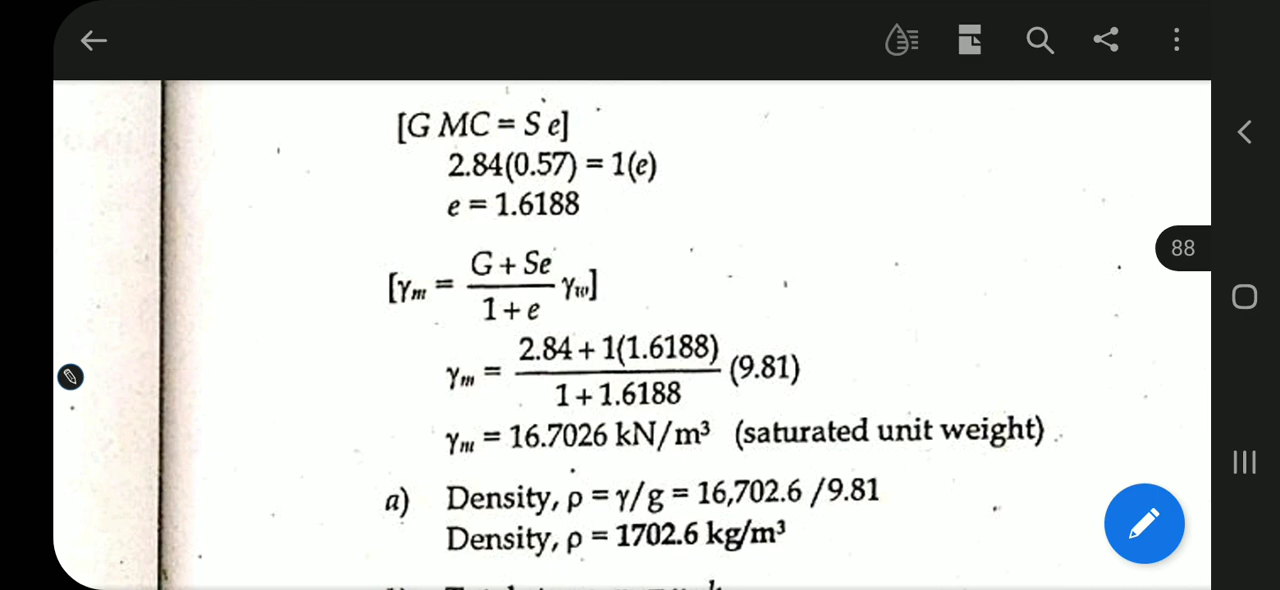 [G MC = S e]
2.84(0.57) = 1(e)
e = 1.6188
[γm = G + Se / 1 + e γw]
γm = 2.84 + 1(1.6188) / 1 + 1.6188 (9.81)
γm = 16.7026 kN/m³ (saturated unit weight)
a) Density, ρ = γ/g = 16,702.6 /9.81
Density, ρ = 1702.6 kg/m³
88